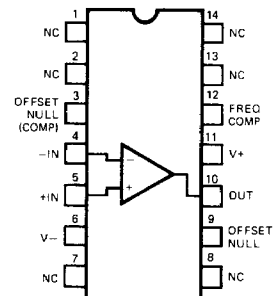 1
NC
2
NC
3
OFFSET
NULL
(COMP)
4
−IN
5
+IN
6
V−
7
NC
−
+
14
NC
13
NC
12
FREQ
COMP
11
V+
10
OUT
9
OFFSET
NULL
8
NC